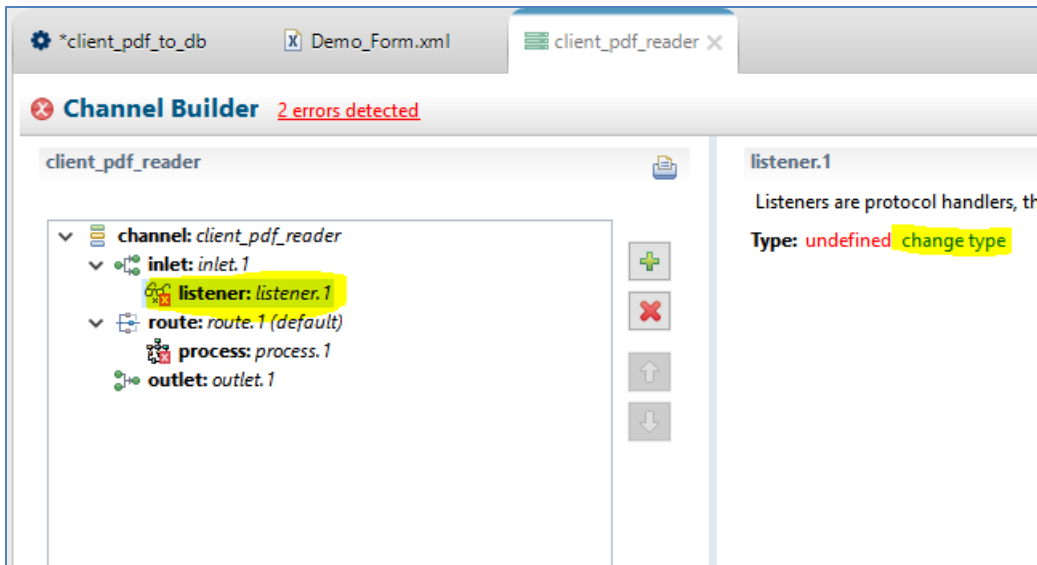 *client_pdf_to_db
Demo_Form.xml
client_pdf_reader
Channel Builder 2 errors detected
client_pdf_reader
channel: client_pdf_reader
inlet: inlet.1
listener: listener.1
route: route.1 (default)
process: process.1
outlet: outlet.1
listener.1
Listeners are protocol handlers, th
Type: undefined change type